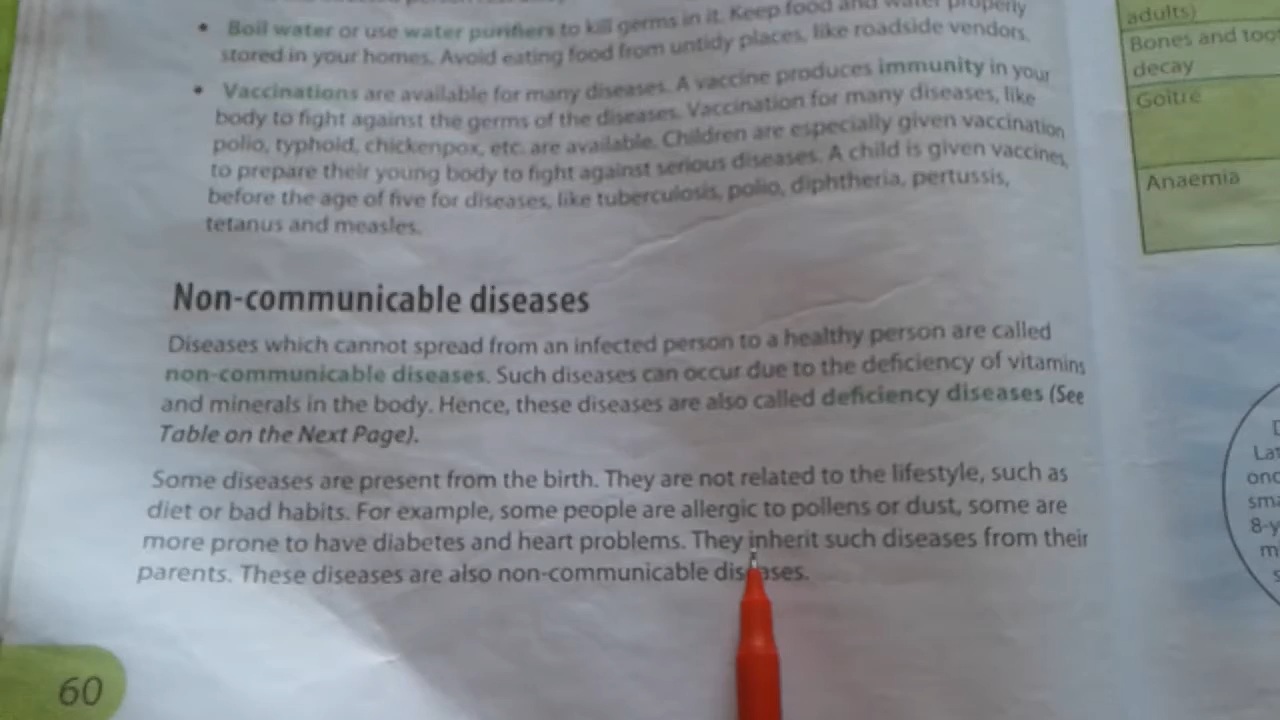 Boil water or use water purifiers to kill germs in it. Keep food and water properly
stored in your homes. Avoid eating food from untidy places, like roadside vendors.
Vaccinations are available for many diseases. A vaccine produces immunity in your
body to fight against the germs of the diseases. Vaccination for many diseases, like
polio, typhoid, chickenpox, etc. are available. Children are especially given vaccination
to prepare their young body to fight against serious diseases. A child is given vaccines,
before the age of five for diseases, like tuberculosis, polio, diphtheria, pertussis,
tetanus and measles.
Non-communicable diseases
Diseases which cannot spread from an infected person to a healthy person are called
non-communicable diseases. Such diseases can occur due to the deficiency of vitamins
and minerals in the body. Hence, these diseases are also called deficiency diseases (See
Table on the Next Page).
Some diseases are present from the birth. They are not related to the lifestyle, such as
diet or bad habits. For example, some people are allergic to pollens or dust, some are
more prone to have diabetes and heart problems. They inherit such diseases from their
parents. These diseases are also non-communicable diseases.
60
adults)
Bones and
decay
Goitre
Anaemia
8-y